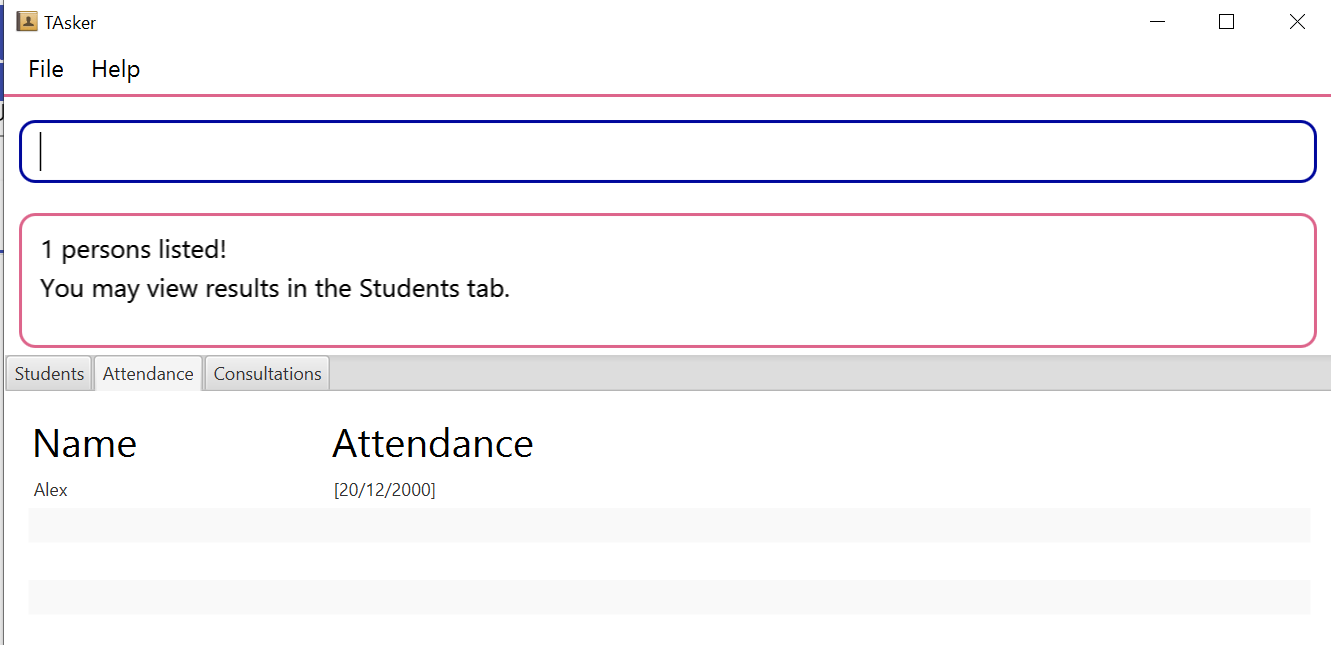 TAsker
File Help
1 persons listed!
You may view results in the Students tab.
Students Attendance Consultations
Name Attendance
Alex [20/12/2000]